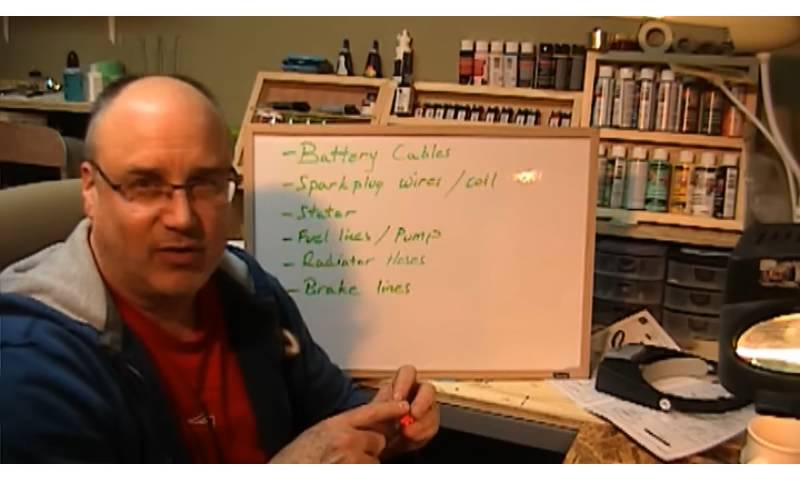 - Battery Cables
- Sparkplug wires / coil
- Stator
- Fuel lines / Pump
- Radiator Hoses
- Brake lines